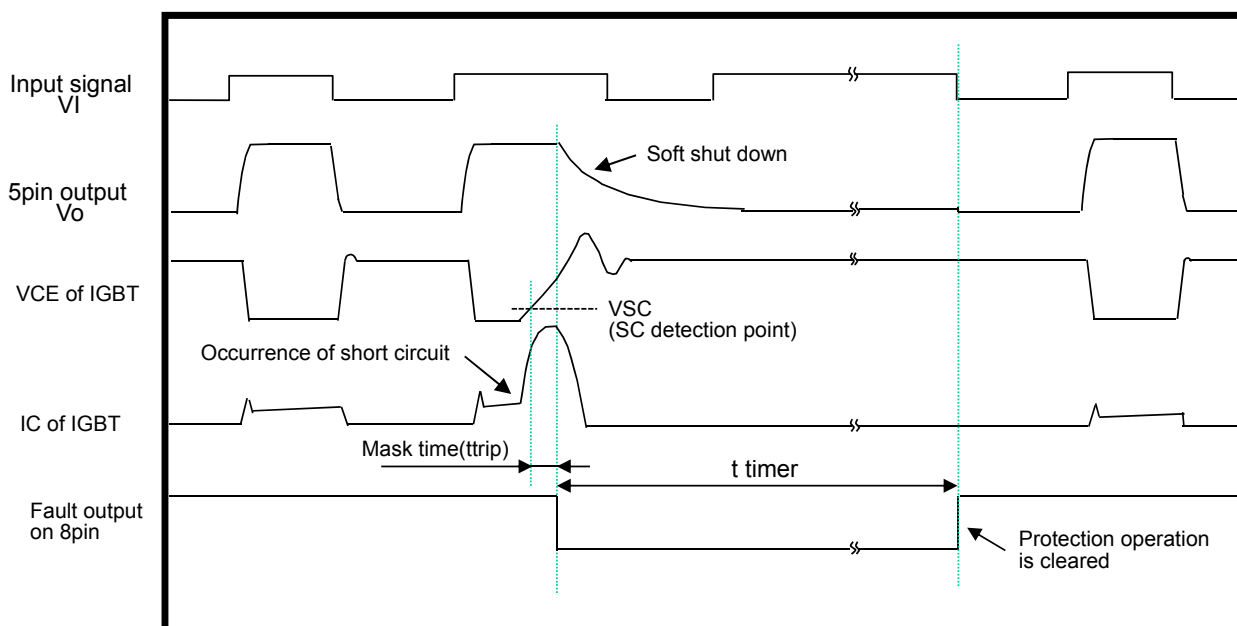 Input signal
VI
5pin output
Vo
Soft shut down
VCE of IGBT
VSC
(SC detection point)
Occurrence of short circuit
IC of IGBT
Mask time(ttrip)
t timer
Fault output
on 8pin
Protection operation
is cleared